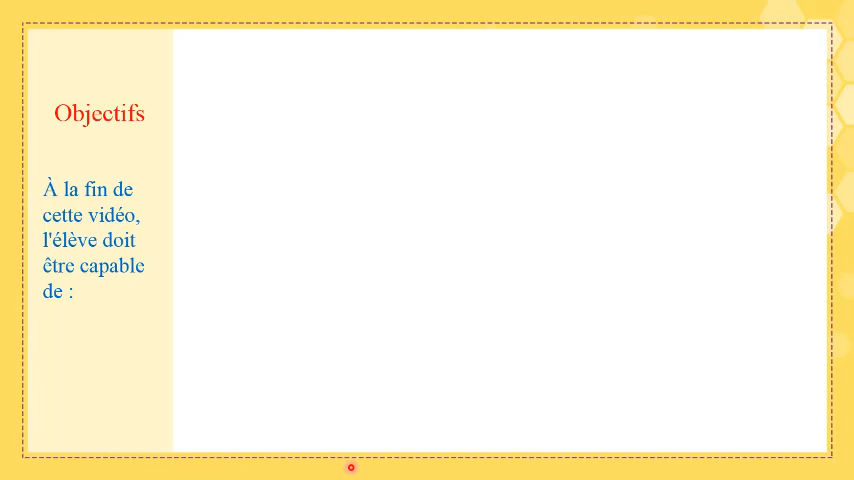 Objectifs
À la fin de
cette vidéo,
l'élève doit
être capable
de :